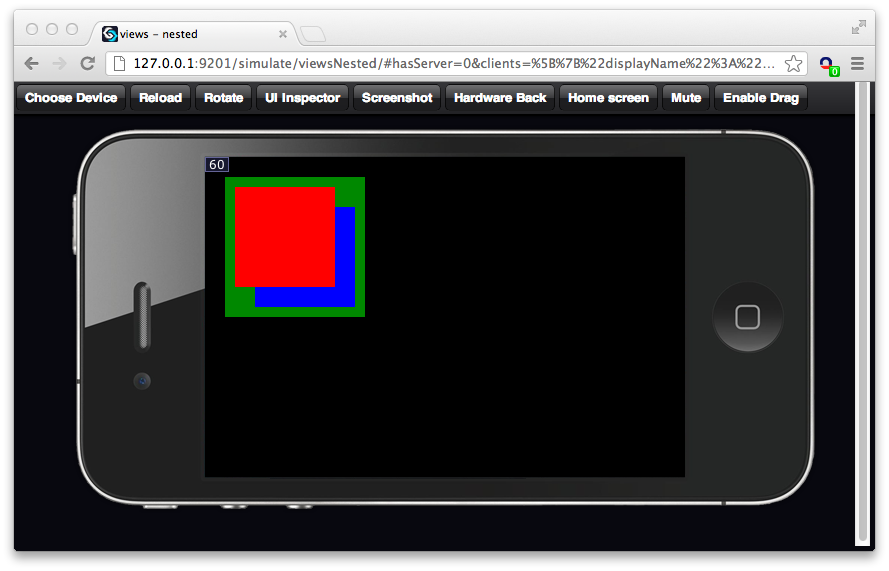 views – nested
127.0.0.1:9201/simulate/viewsNested/#hasServer=0&clients=%5B%7B%22displayName%22%3A%22...
0
Choose Device Reload Rotate UI Inspector Screenshot Hardware Back Home screen Mute Enable Drag
60